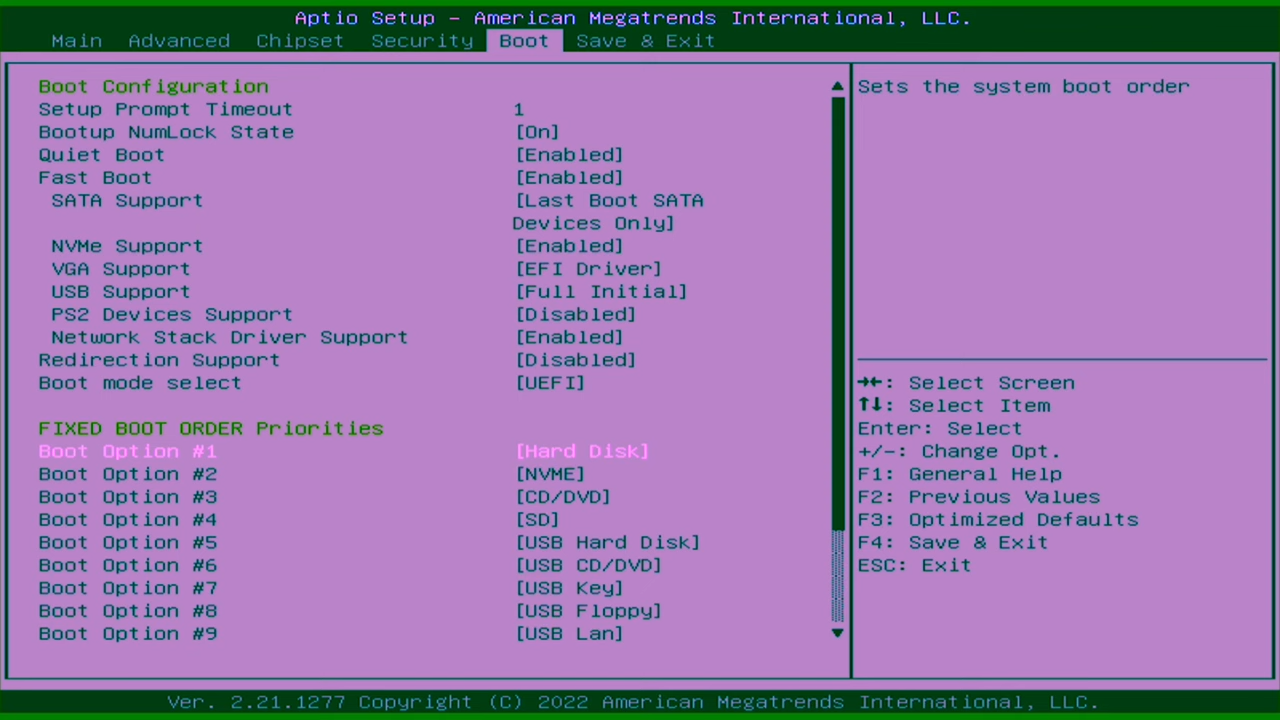 Aptio Setup – American Megatrends International, LLC.
Main Advanced Chipset Security Boot Save & Exit
Boot Configuration
Setup Prompt Timeout 1
Bootup NumLock State [On]
Quiet Boot [Enabled]
Fast Boot [Enabled]
SATA Support [Last Boot SATA
Devices Only]
NVMe Support [Enabled]
VGA Support [EFI Driver]
USB Support [Full Initial]
PS2 Devices Support [Disabled]
Network Stack Driver Support [Enabled]
Redirection Support [Disabled]
Boot mode select [UEFI]
FIXED BOOT ORDER Priorities
Boot Option #1 [Hard Disk]
Boot Option #2 [NVME]
Boot Option #3 [CD/DVD]
Boot Option #4 [SD]
Boot Option #5 [USB Hard Disk]
Boot Option #6 [USB CD/DVD]
Boot Option #7 [USB Key]
Boot Option #8 [USB Floppy]
Boot Option #9 [USB Lan]
Sets the system boot order
→←: Select Screen
↑↓: Select Item
Enter: Select
+/-: Change Opt.
F1: General Help
F2: Previous Values
F3: Optimized Defaults
F4: Save & Exit
ESC: Exit
Ver. 2.21.1277 Copyright (C) 2022 American Megatrends International, LLC.